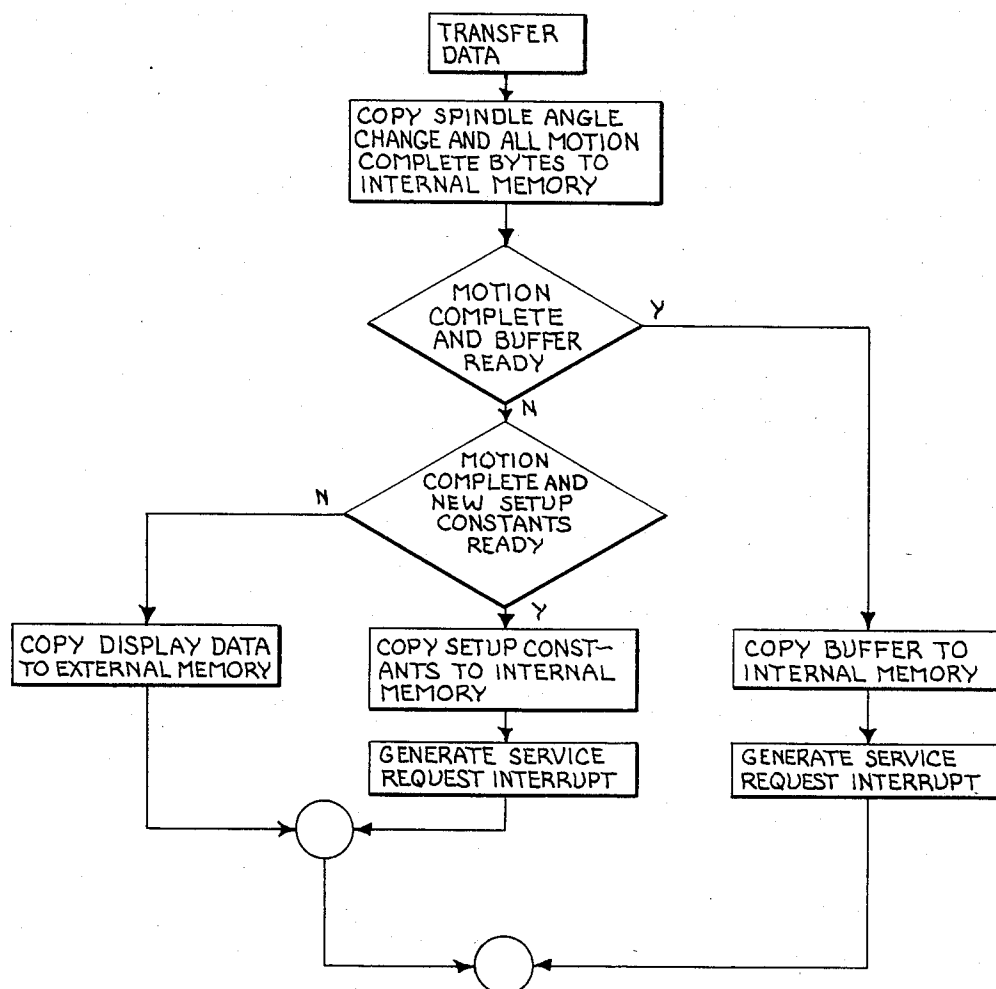 TRANSFER
DATA
COPY SPINDLE ANGLE
CHANGE AND ALL MOTION
COMPLETE BYTES TO
INTERNAL MEMORY
MOTION
COMPLETE
AND BUFFER
READY
Y
N
MOTION
COMPLETE AND
NEW SETUP
CONSTANTS
READY
N
Y
COPY DISPLAY DATA
TO EXTERNAL MEMORY
COPY SETUP CONST-
ANTS TO INTERNAL
MEMORY
COPY BUFFER TO
INTERNAL MEMORY
GENERATE SERVICE
REQUEST INTERRUPT
GENERATE SERVICE
REQUEST INTERRUPT